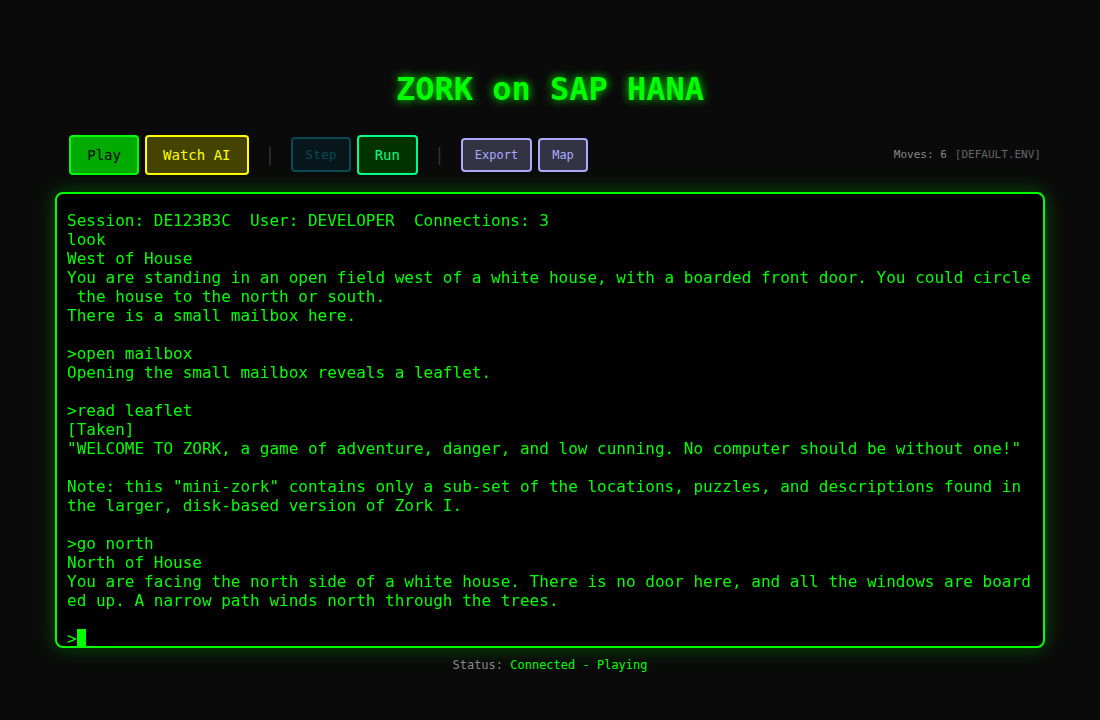 ZORK on SAP HANA
Play Watch AI | Step Run | Export Map Moves: 6 [DEFAULT.ENV]
Session: DE123B3C  User: DEVELOPER  Connections: 3
look
West of House
You are standing in an open field west of a white house, with a boarded front door. You could circle
 the house to the north or south.
There is a small mailbox here.
>open mailbox
Opening the small mailbox reveals a leaflet.
>read leaflet
[Taken]
"WELCOME TO ZORK, a game of adventure, danger, and low cunning. No computer should be without one!"
Note: this "mini-zork" contains only a sub-set of the locations, puzzles, and descriptions found in
the larger, disk-based version of Zork I.
>go north
North of House
You are facing the north side of a white house. There is no door here, and all the windows are board
ed up. A narrow path winds north through the trees.
>
Status: Connected - Playing